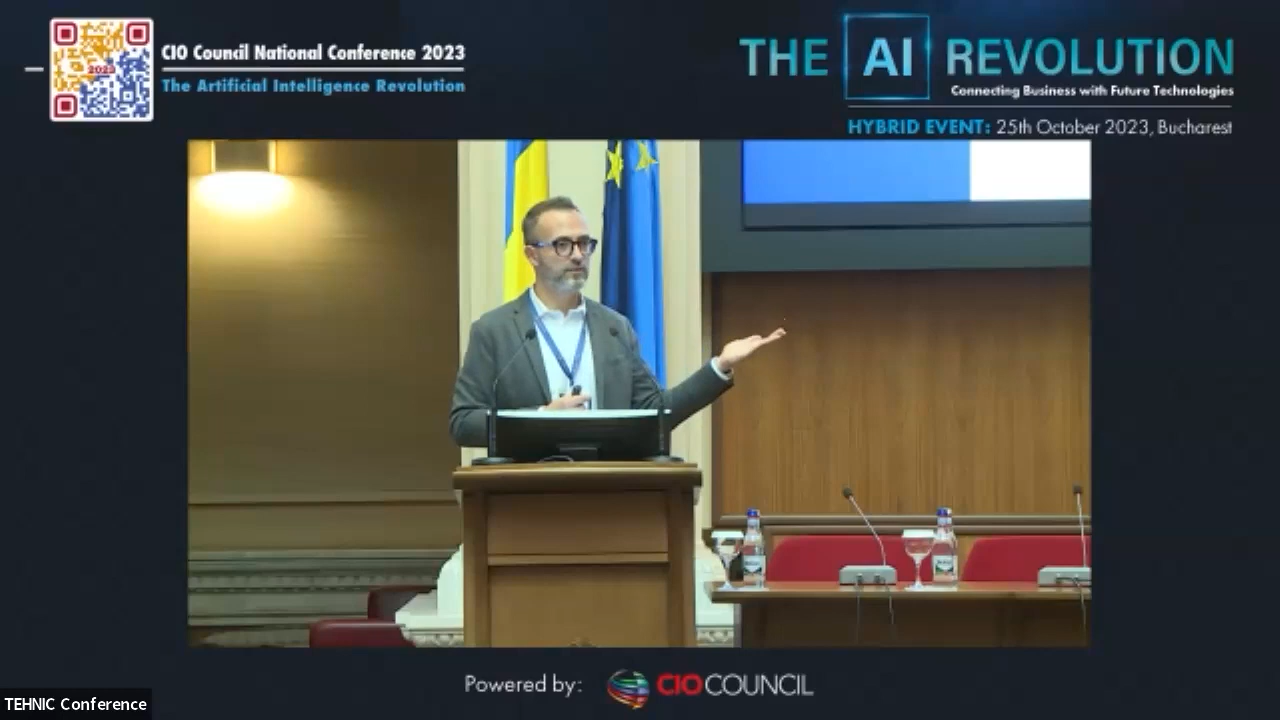 CIO Council National Conference 2023
The Artificial Intelligence Revolution
2023
THE AI REVOLUTION
Connecting Business with Future Technologies
HYBRID EVENT: 25th October 2023, Bucharest
Powered by: CIO COUNCIL
TEHNIC Conference